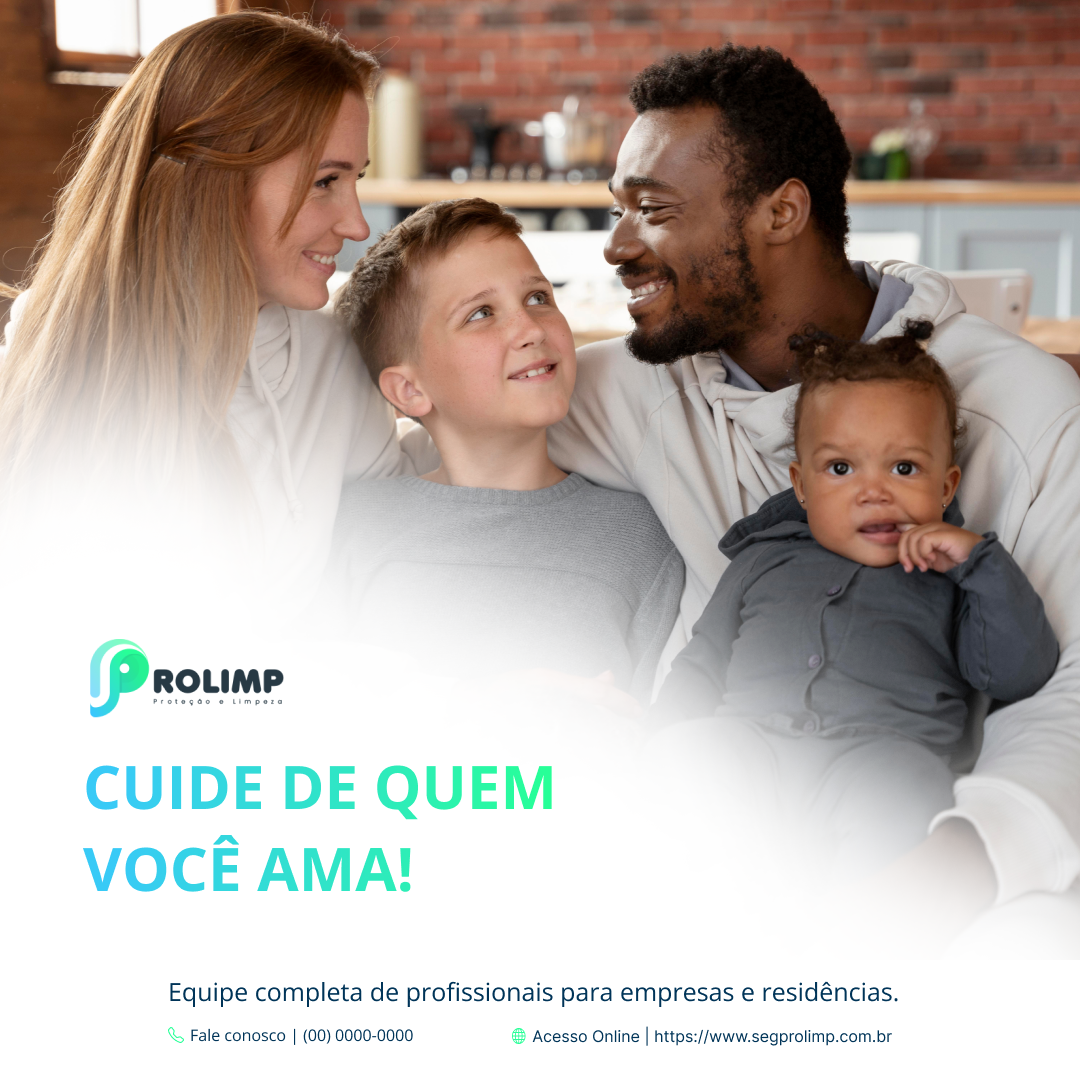 PROLIMP
Proteção e Limpeza
CUIDE DE QUEM
VOCÊ AMA!
Equipe completa de profissionais para empresas e residências.
Fale conosco | (00) 0000-0000
Acesso Online | https://www.segprolimp.com.br